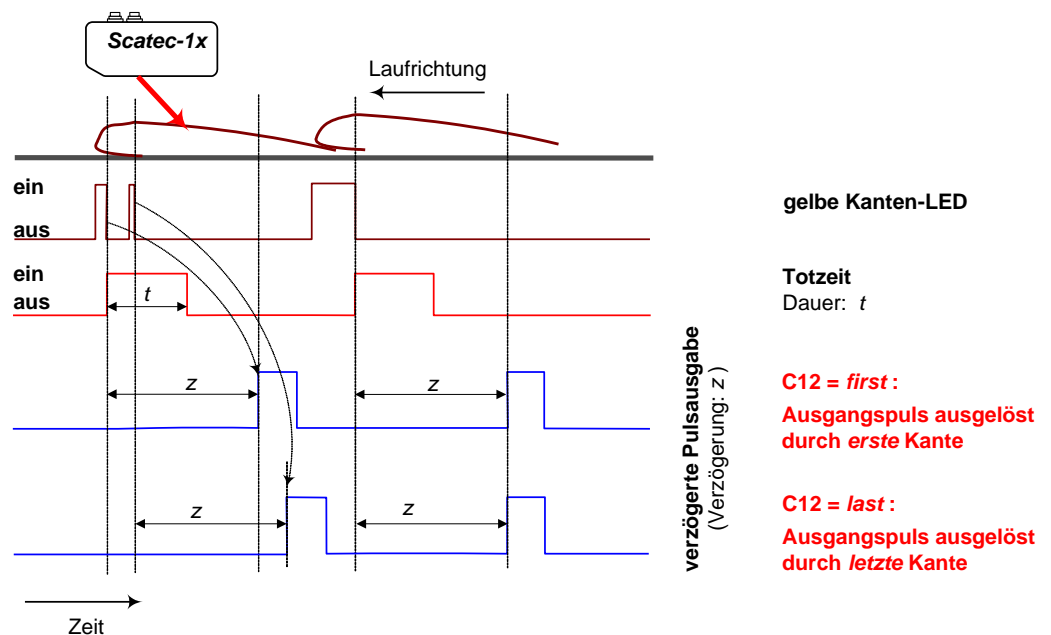 Scatec-1x
Laufrichtung
ein
aus
gelbe Kanten-LED
ein
aus
t
Totzeit
Dauer: t
z
z
C12 = first :
Ausgangspuls ausgelöst
durch erste Kante
verzögerte Pulsausgabe
(Verzögerung: z )
z
z
C12 = last :
Ausgangspuls ausgelöst
durch letzte Kante
Zeit